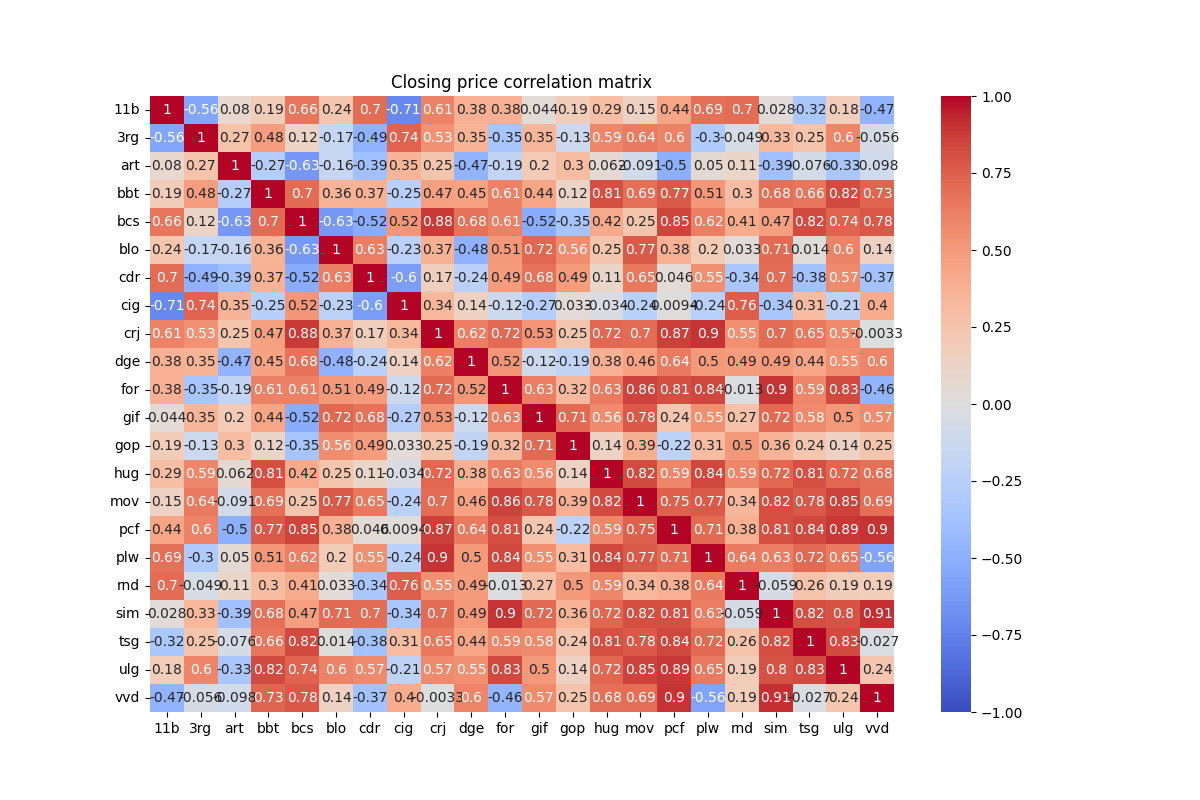 Closing price correlation matrix
11b 1 -0.56 0.08 0.19 0.66 0.24 0.7 -0.71 0.61 0.38 0.38 -0.044 0.19 0.29 0.15 0.44 0.69 0.7 -0.028 -0.32 0.18 -0.47
3rg -0.56 1 0.27 0.48 0.12 -0.17 -0.49 0.74 0.53 0.35 -0.35 0.35 -0.13 0.59 0.64 0.6 -0.3 -0.049 0.33 0.25 0.6 -0.056
art 0.08 0.27 1 -0.27 -0.63 -0.16 -0.39 0.35 0.25 -0.47 -0.19 0.2 0.3 0.062 -0.091 -0.5 0.05 0.11 -0.39 -0.076 -0.33 -0.098
bbt 0.19 0.48 -0.27 1 0.7 0.36 0.37 -0.25 0.47 0.45 0.61 0.44 0.12 0.81 0.69 0.77 0.51 0.3 0.68 0.66 0.82 0.73
bcs 0.66 0.12 -0.63 0.7 1 -0.63 -0.52 0.52 0.88 0.68 0.61 -0.52 -0.35 0.42 0.25 0.85 0.62 0.41 0.47 0.82 0.74 0.78
blo 0.24 -0.17 -0.16 0.36 -0.63 1 0.63 -0.23 0.37 -0.48 0.51 0.72 0.56 0.25 0.77 0.38 0.2 0.033 0.71 0.014 0.6 0.14
cdr 0.7 -0.49 -0.39 0.37 -0.52 0.63 1 -0.6 0.17 -0.24 0.49 0.68 0.49 0.11 0.65 0.046 0.55 -0.34 0.7 -0.38 0.57 -0.37
cig -0.71 0.74 0.35 -0.25 0.52 -0.23 -0.6 1 0.34 0.14 -0.12 -0.27 0.033 -0.034 -0.24 0.0094 -0.24 0.76 -0.34 0.31 -0.21 0.4
crj 0.61 0.53 0.25 0.47 0.88 0.37 0.17 0.34 1 0.62 0.72 0.53 0.25 0.72 0.7 0.87 0.9 0.55 0.7 0.65 0.57 -0.0033
dge 0.38 0.35 -0.47 0.45 0.68 -0.48 -0.24 0.14 0.62 1 0.52 -0.12 -0.19 0.38 0.46 0.64 0.5 0.49 0.49 0.44 0.55 0.6
for 0.38 -0.35 -0.19 0.61 0.61 0.51 0.49 -0.12 0.72 0.52 1 0.63 0.32 0.63 0.86 0.81 0.84 -0.013 0.9 0.59 0.83 -0.46
gif -0.044 0.35 0.2 0.44 -0.52 0.72 0.68 -0.27 0.53 -0.12 0.63 1 0.71 0.56 0.78 0.24 0.55 0.27 0.72 0.58 0.5 0.57
gop 0.19 -0.13 0.3 0.12 -0.35 0.56 0.49 0.033 0.25 -0.19 0.32 0.71 1 0.14 0.39 -0.22 0.31 0.5 0.36 0.24 0.14 0.25
hug 0.29 0.59 0.062 0.81 0.42 0.25 0.11 -0.034 0.72 0.38 0.63 0.56 0.14 1 0.82 0.59 0.84 0.59 0.72 0.81 0.72 0.68
mov 0.15 0.64 -0.091 0.69 0.25 0.77 0.65 -0.24 0.7 0.46 0.86 0.78 0.39 0.82 1 0.75 0.77 0.34 0.82 0.78 0.85 0.69
pcf 0.44 0.6 -0.5 0.77 0.85 0.38 0.046 0.0094 0.87 0.64 0.81 0.24 -0.22 0.59 0.75 1 0.71 0.38 0.81 0.84 0.89 0.9
plw 0.69 -0.3 0.05 0.51 0.62 0.2 0.55 -0.24 0.9 0.5 0.84 0.55 0.31 0.84 0.77 0.71 1 0.64 0.63 0.72 0.65 -0.56
rnd 0.7 -0.049 0.11 0.3 0.41 0.033 -0.34 0.76 0.55 0.49 -0.013 0.27 0.5 0.59 0.34 0.38 0.64 1 -0.059 0.26 0.19 0.19
sim -0.028 0.33 -0.39 0.68 0.47 0.71 0.7 -0.34 0.7 0.49 0.9 0.72 0.36 0.72 0.82 0.81 0.63 -0.059 1 0.82 0.8 0.91
tsg -0.32 0.25 -0.076 0.66 0.82 0.014 -0.38 0.31 0.65 0.44 0.59 0.58 0.24 0.81 0.78 0.84 0.72 0.26 0.82 1 0.83 -0.027
ulg 0.18 0.6 -0.33 0.82 0.74 0.6 0.57 -0.21 0.57 0.55 0.83 0.5 0.14 0.72 0.85 0.89 0.65 0.19 0.8 0.83 1 0.24
vvd -0.47 -0.056 -0.098 0.73 0.78 0.14 -0.37 0.4 -0.0033 0.6 -0.46 0.57 0.25 0.68 0.69 0.9 -0.56 0.19 0.91 -0.027 0.24 1
11b 3rg art bbt bcs blo cdr cig crj dge for gif gop hug mov pcf plw rnd sim tsg ulg vvd
1.00
0.75
0.50
0.25
0.00
−0.25
−0.50
−0.75
−1.00